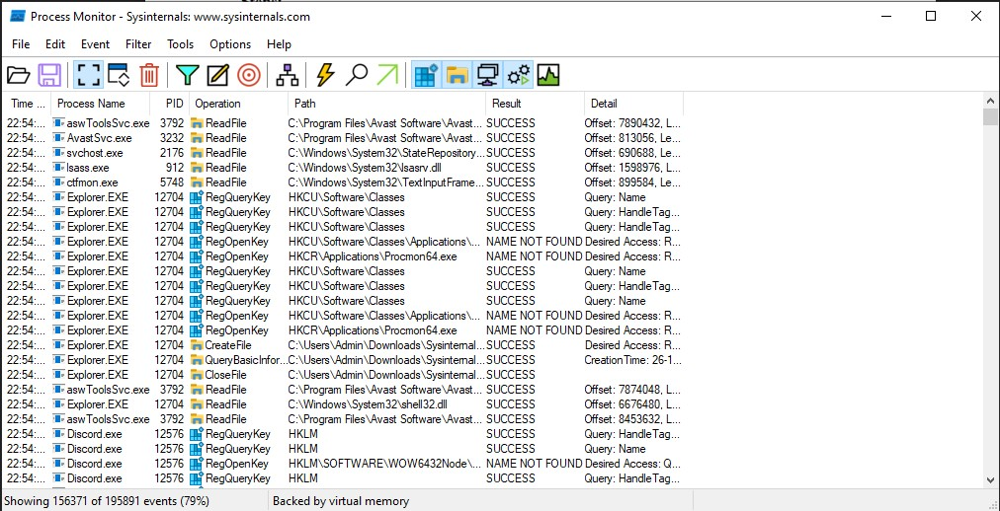 Process Monitor - Sysinternals: www.sysinternals.com
File Edit Event Filter Tools Options Help
Time ... Process Name PID Operation Path Result Detail
22:54:... aswToolsSvc.exe 3792 ReadFile C:\Program Files\Avast Software\Avast... SUCCESS Offset: 7890432, L...
22:54:... AvastSvc.exe 3232 ReadFile C:\Program Files\Avast Software\Avast... SUCCESS Offset: 813056, Le...
22:54:... svchost.exe 2176 ReadFile C:\Windows\System32\StateRepository... SUCCESS Offset: 690688, Le...
22:54:... lsass.exe 912 ReadFile C:\Windows\System32\lsasrv.dll SUCCESS Offset: 1598976, L...
22:54:... ctfmon.exe 5748 ReadFile C:\Windows\System32\TextInputFrame... SUCCESS Offset: 899584, Le...
22:54:... Explorer.EXE 12704 RegQueryKey HKCU\Software\Classes SUCCESS Query: Name
22:54:... Explorer.EXE 12704 RegQueryKey HKCU\Software\Classes SUCCESS Query: HandleTag...
22:54:... Explorer.EXE 12704 RegQueryKey HKCU\Software\Classes SUCCESS Query: HandleTag...
22:54:... Explorer.EXE 12704 RegOpenKey HKCU\Software\Classes\Applications\... NAME NOT FOUND Desired Access: R...
22:54:... Explorer.EXE 12704 RegOpenKey HKCR\Applications\Procmon64.exe NAME NOT FOUND Desired Access: R...
22:54:... Explorer.EXE 12704 RegQueryKey HKCU\Software\Classes SUCCESS Query: Name
22:54:... Explorer.EXE 12704 RegQueryKey HKCU\Software\Classes SUCCESS Query: HandleTag...
22:54:... Explorer.EXE 12704 RegQueryKey HKCU\Software\Classes SUCCESS Query: Name
22:54:... Explorer.EXE 12704 RegOpenKey HKCU\Software\Classes\Applications\... NAME NOT FOUND Desired Access: R...
22:54:... Explorer.EXE 12704 RegOpenKey HKCR\Applications\Procmon64.exe NAME NOT FOUND Desired Access: R...
22:54:... Explorer.EXE 12704 CreateFile C:\Users\Admin\Downloads\Sysinternal... SUCCESS Desired Access: R...
22:54:... Explorer.EXE 12704 QueryBasicInfor... C:\Users\Admin\Downloads\Sysinternal... SUCCESS CreationTime: 26-1...
22:54:... Explorer.EXE 12704 CloseFile C:\Users\Admin\Downloads\Sysinternal... SUCCESS
22:54:... aswToolsSvc.exe 3792 ReadFile C:\Program Files\Avast Software\Avast... SUCCESS Offset: 7874048, L...
22:54:... Explorer.EXE 12704 ReadFile C:\Windows\System32\shell32.dll SUCCESS Offset: 6676480, L...
22:54:... aswToolsSvc.exe 3792 ReadFile C:\Program Files\Avast Software\Avast... SUCCESS Offset: 8453632, L...
22:54:... Discord.exe 12576 RegQueryKey HKLM SUCCESS Query: HandleTag...
22:54:... Discord.exe 12576 RegQueryKey HKLM SUCCESS Query: Name
22:54:... Discord.exe 12576 RegOpenKey HKLM\SOFTWARE\WOW6432Node\... NAME NOT FOUND Desired Access: Q...
22:54:... Discord.exe 12576 RegQueryKey HKLM SUCCESS Query: HandleTag...
Showing 156371 of 195891 events (79%) Backed by virtual memory